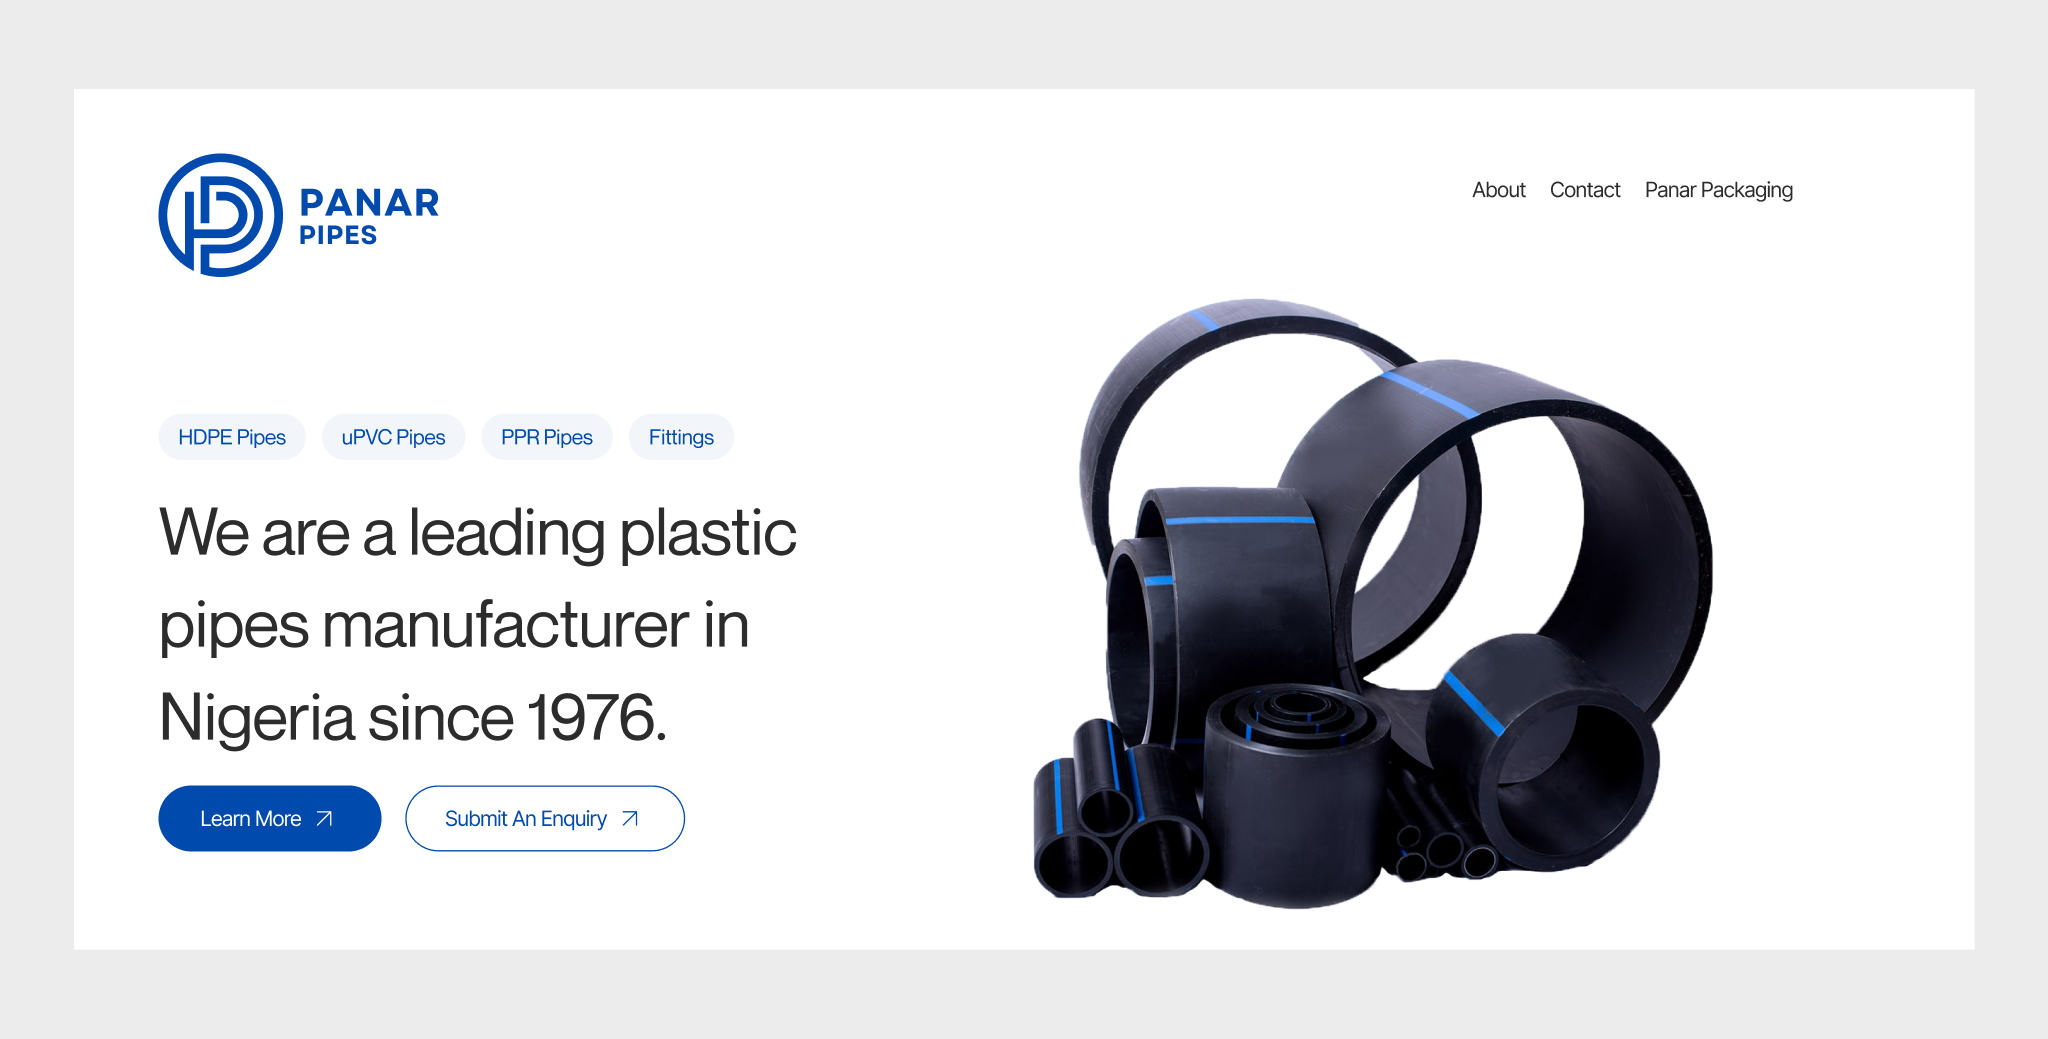 PANAR
PIPES
About Contact Panar Packaging
HDPE Pipes uPVC Pipes PPR Pipes Fittings
We are a leading plastic
pipes manufacturer in
Nigeria since 1976.
Learn More Submit An Enquiry